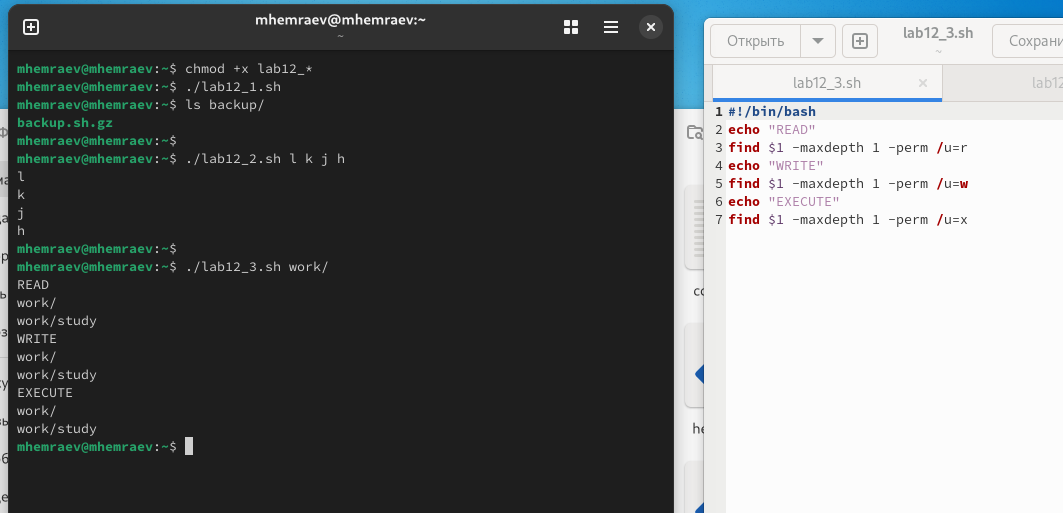 mhemraev@mhemraev:~
~
mhemraev@mhemraev:~$ chmod +x lab12_*
mhemraev@mhemraev:~$ ./lab12_1.sh
mhemraev@mhemraev:~$ ls backup/
backup.sh.gz
mhemraev@mhemraev:~$
mhemraev@mhemraev:~$ ./lab12_2.sh l k j h
l
k
j
h
mhemraev@mhemraev:~$
mhemraev@mhemraev:~$ ./lab12_3.sh work/
READ
work/
work/study
WRITE
work/
work/study
EXECUTE
work/
work/study
mhemraev@mhemraev:~$
Открыть
lab12_3.sh
~
Сохрани
lab12_3.sh
lab12
1 #!/bin/bash
2 echo "READ"
3 find $1 -maxdepth 1 -perm /u=r
4 echo "WRITE"
5 find $1 -maxdepth 1 -perm /u=w
6 echo "EXECUTE"
7 find $1 -maxdepth 1 -perm /u=x